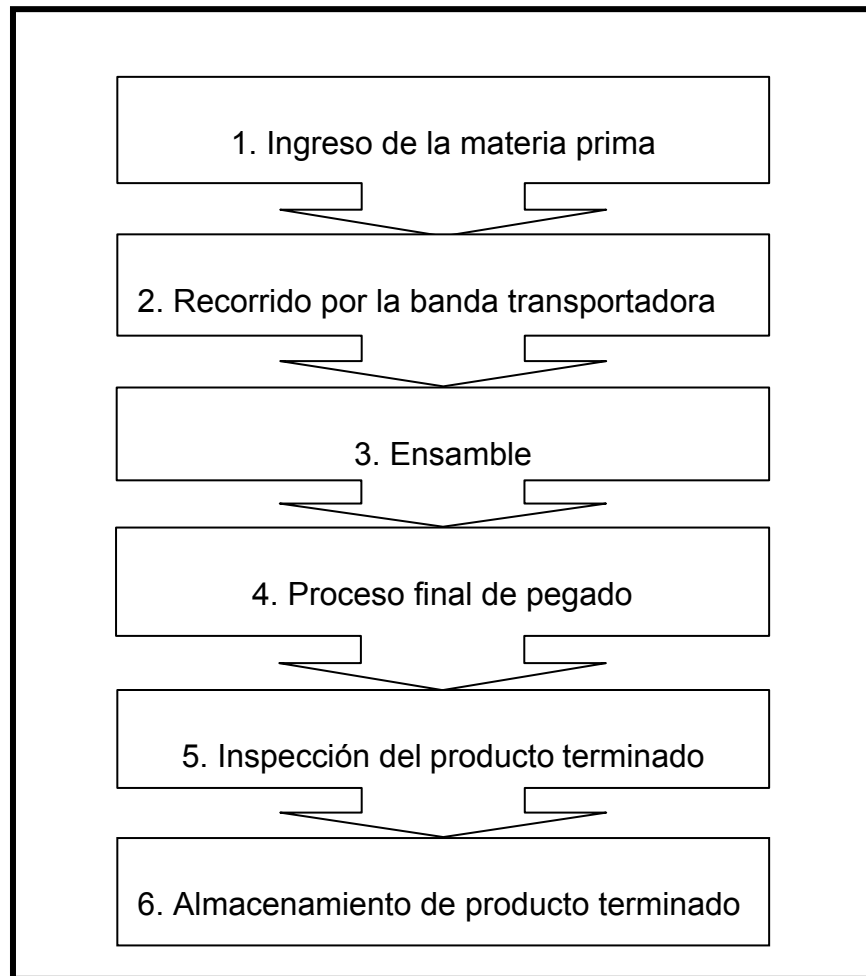 1. Ingreso de la materia prima
2. Recorrido por la banda transportadora
3. Ensamble
4. Proceso final de pegado
5. Inspección del producto terminado
6. Almacenamiento de producto terminado